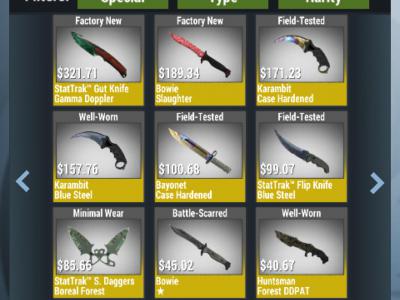 Filters: Special Type Rarity
Factory New Factory New Field-Tested
$321.71 $189.34 $171.23
StatTrak™ Gut Knife Bowie Karambit
Gamma Doppler Slaughter Case Hardened
Well-Worn Field-Tested Field-Tested
$157.76 $100.68 $99.07
Karambit Bayonet StatTrak™ Flip Knife
Blue Steel Case Hardened Blue Steel
Minimal Wear Battle-Scarred Well-Worn
$85.66 $45.02 $40.67
StatTrak™ S. Daggers Bowie Huntsman
Boreal Forest ★ Forest DDPAT